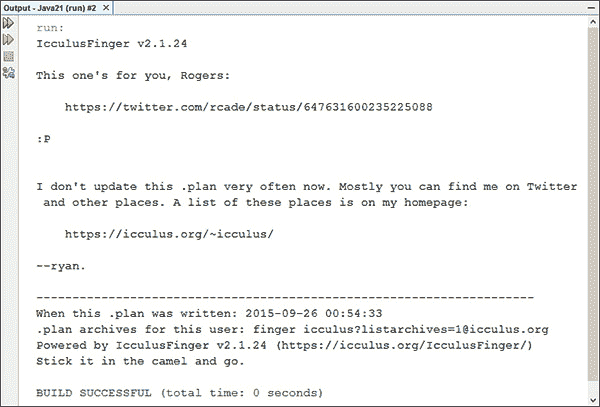 Output - Java21 (run) #2
run:
IcculusFinger v2.1.24
This one's for you, Rogers:
https://twitter.com/rcade/status/647631600235225088
:P
I don't update this .plan very often now. Mostly you can find me on Twitter
and other places. A list of these places is on my homepage:
https://icculus.org/~icculus/
--ryan.
---------------------------------------------------------------------
When this .plan was written: 2015-09-26 00:54:33
.plan archives for this user: finger icculus?listarchives=1@icculus.org
Powered by IcculusFinger v2.1.24 (https://icculus.org/IcculusFinger/)
Stick it in the camel and go.
BUILD SUCCESSFUL (total time: 0 seconds)